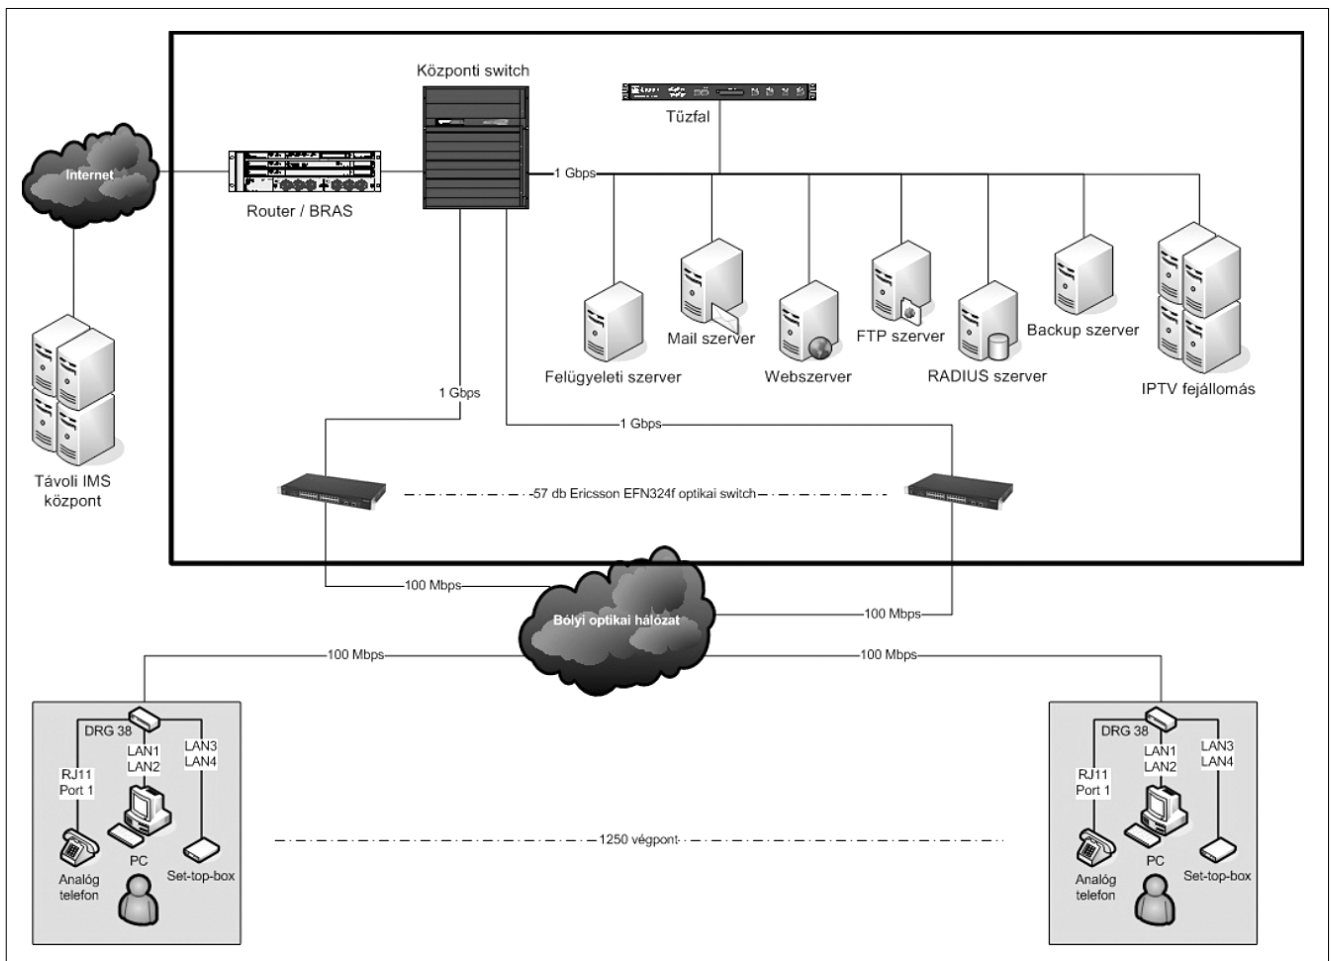 Központi switch
Tűzfal
Internet
Router / BRAS
1 Gbps
Felügyeleti szerver
Mail szerver
Webszerver
FTP szerver
RADIUS szerver
Backup szerver
IPTV fejállomás
Távoli IMS
központ
1 Gbps
1 Gbps
57 db Ericsson EFN324f optikai switch
100 Mbps
Bólyi optikai hálózat
100 Mbps
100 Mbps
100 Mbps
DRG 38
LAN1
LAN2
LAN3
LAN4
RJ11
Port 1
Analóg
telefon
PC
Set-top-box
1250 végpont
DRG 38
LAN1
LAN2
LAN3
LAN4
RJ11
Port 1
Analóg
telefon
PC
Set-top-box